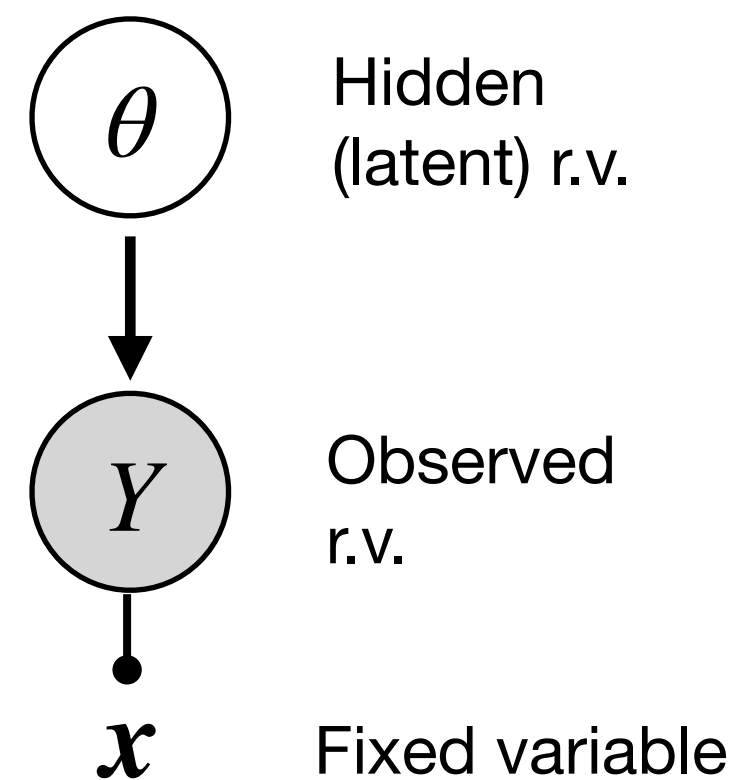 θ
Hidden
(latent) r.v.
Y
Observed
r.v.
x
Fixed variable